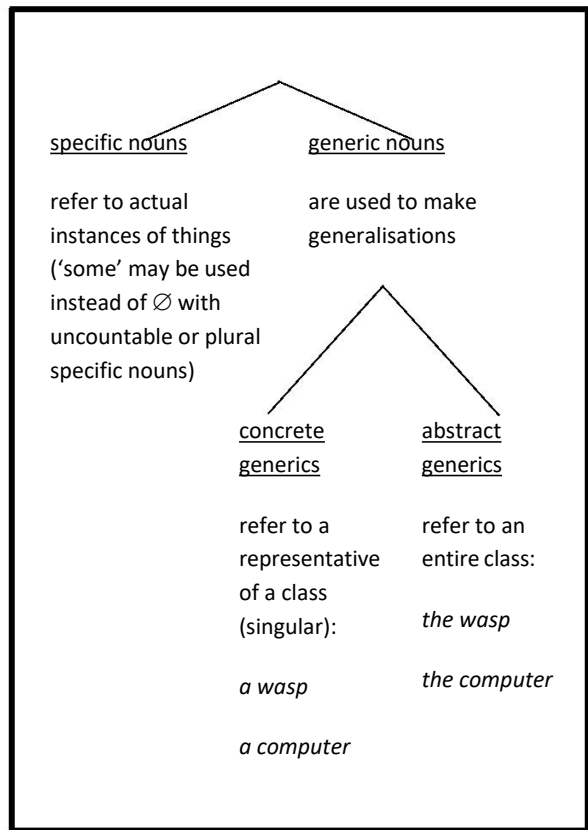 specific nouns
refer to actual
instances of things
(‘some’ may be used
instead of ∅ with
uncountable or plural
specific nouns)
generic nouns
are used to make
generalisations
concrete
generics
refer to a
representative
of a class
(singular):
a wasp
a computer
abstract
generics
refer to an
entire class:
the wasp
the computer